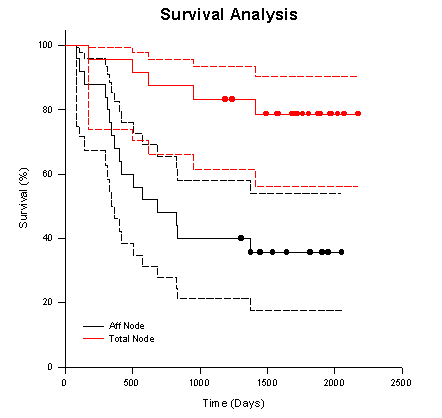 Survival Analysis
100
80
60
40
20
0
Survival (%)
Aff Node
Total Node
0 500 1000 1500 2000 2500
Time (Days)